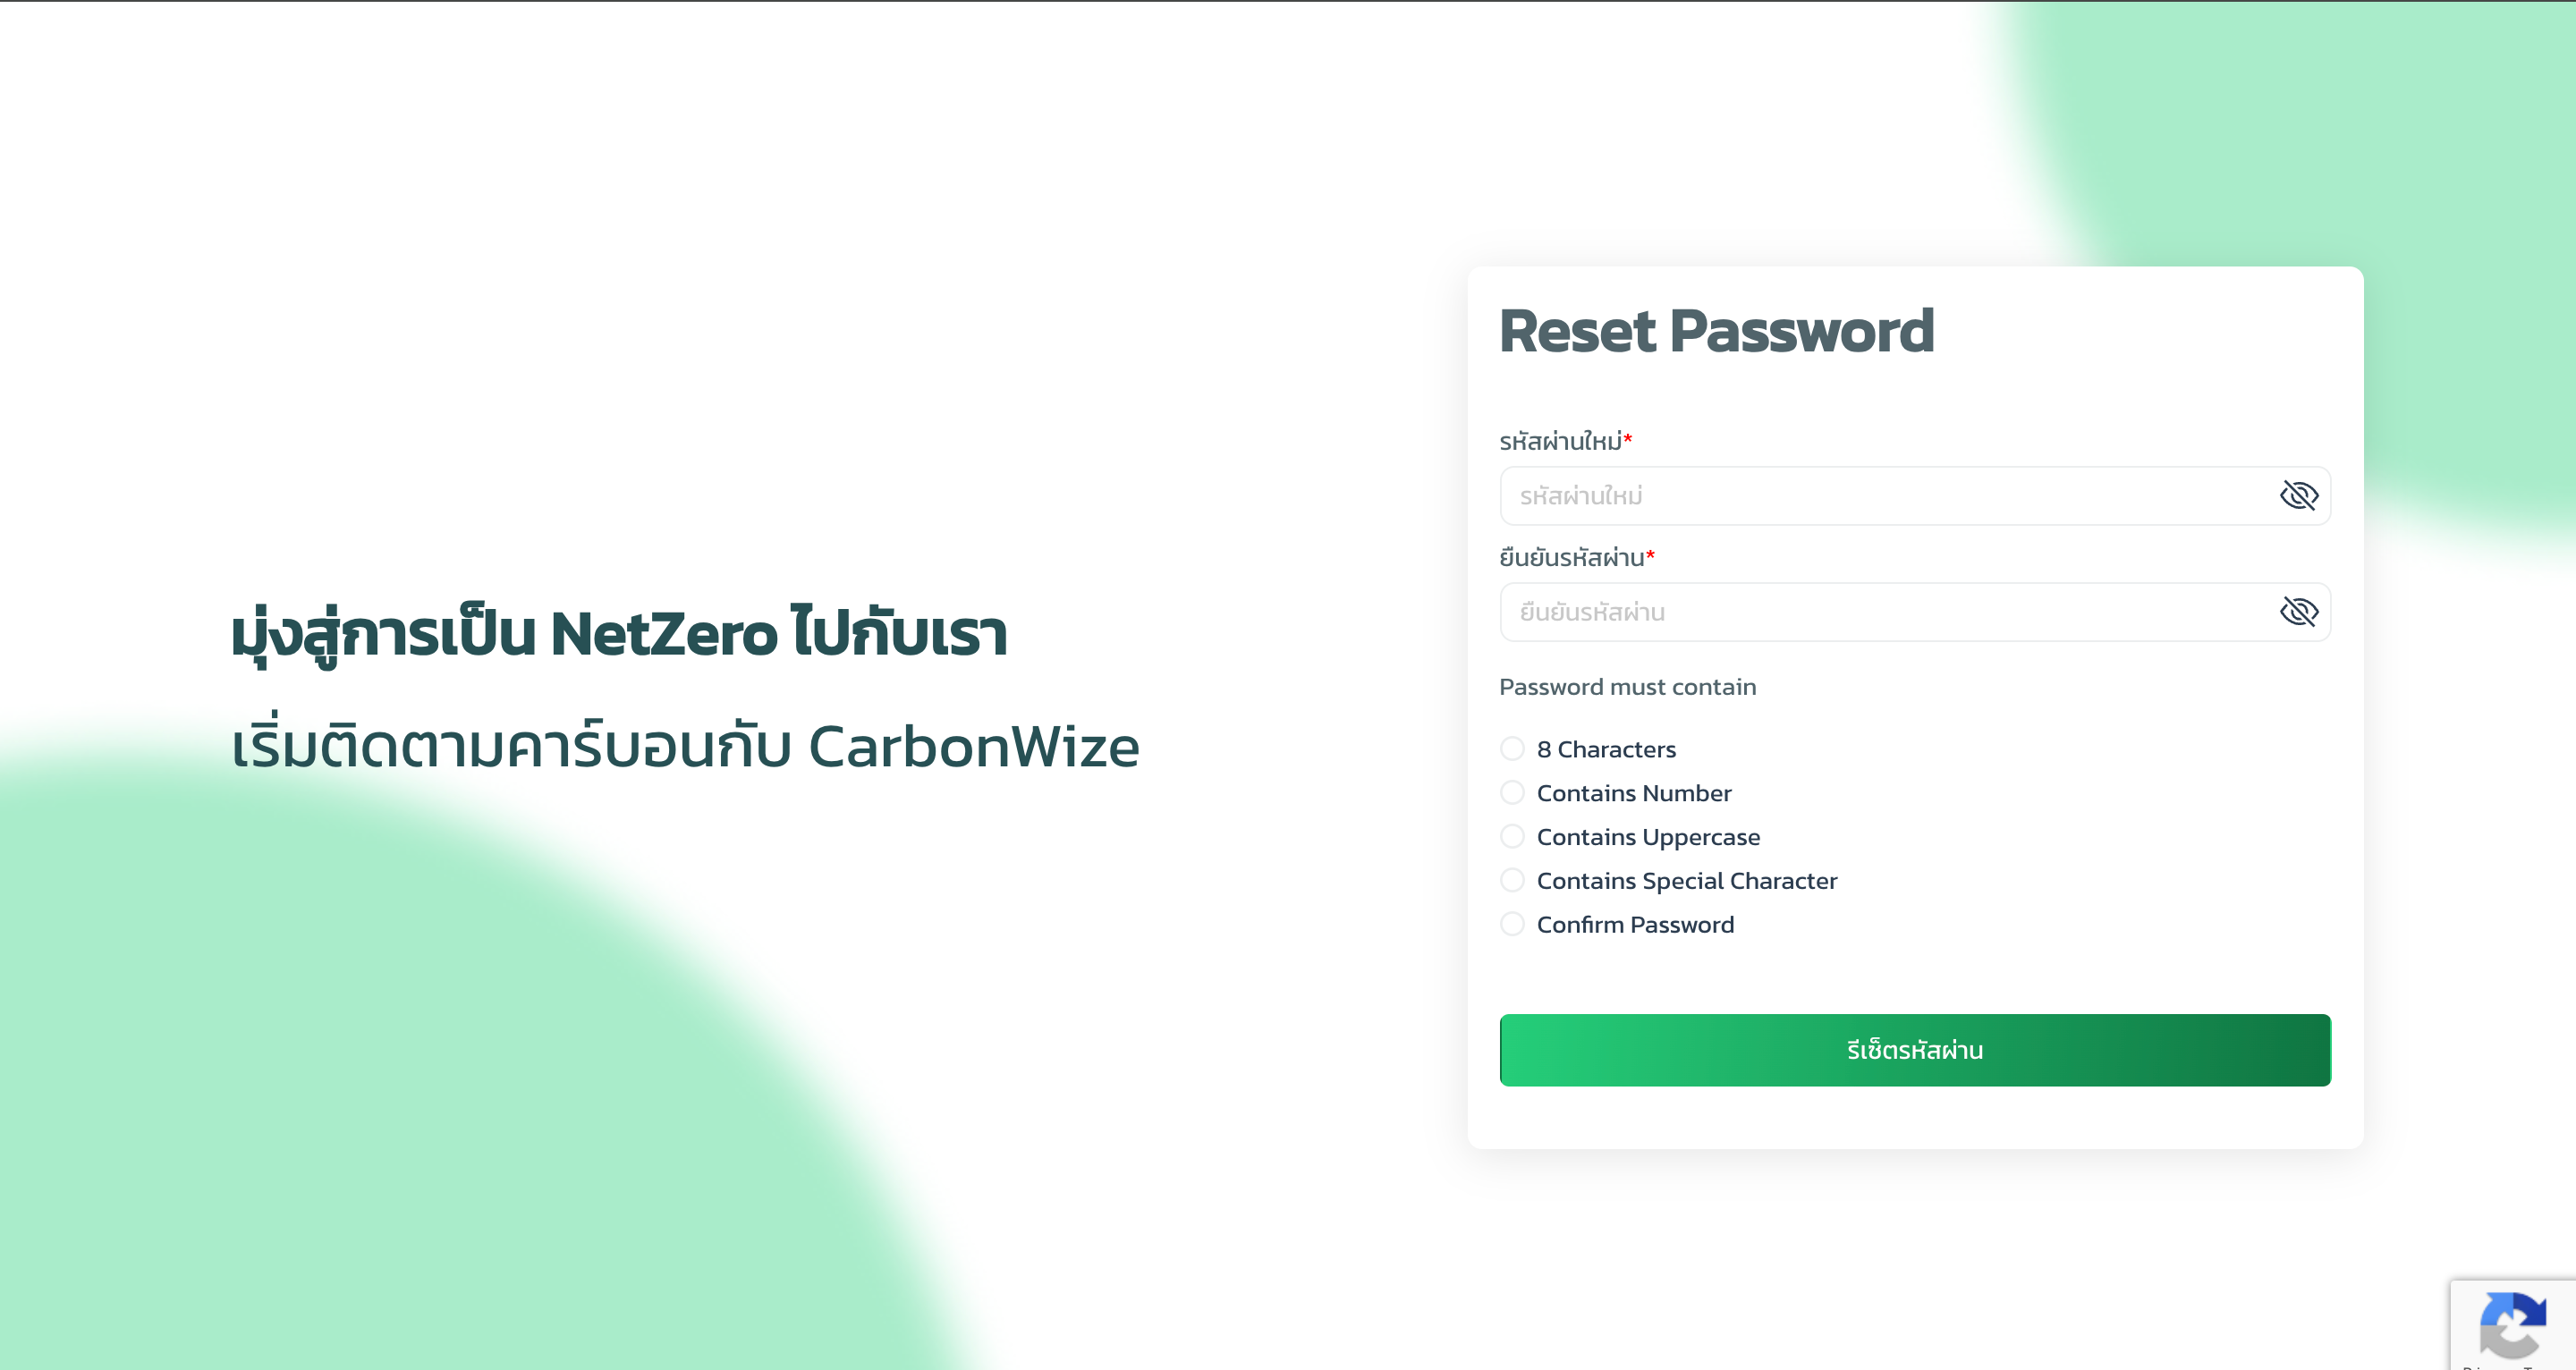 มุ่งสู่การเป็น NetZero ไปกับเรา
เริ่มติดตามคาร์บอนกับ CarbonWize
Reset Password
รหัสผ่านใหม่*
รหัสผ่านใหม่
ยืนยันรหัสผ่าน*
ยืนยันรหัสผ่าน
Password must contain
8 Characters
Contains Number
Contains Uppercase
Contains Special Character
Confirm Password
รีเซ็ตรหัสผ่าน